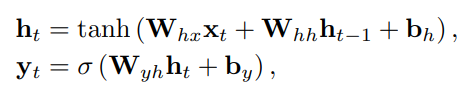 h_t = tanh (W_{hx}x_t + W_{hh}h_{t−1} + b_h) ,
y_t = σ (W_{yh}h_t + b_y) ,